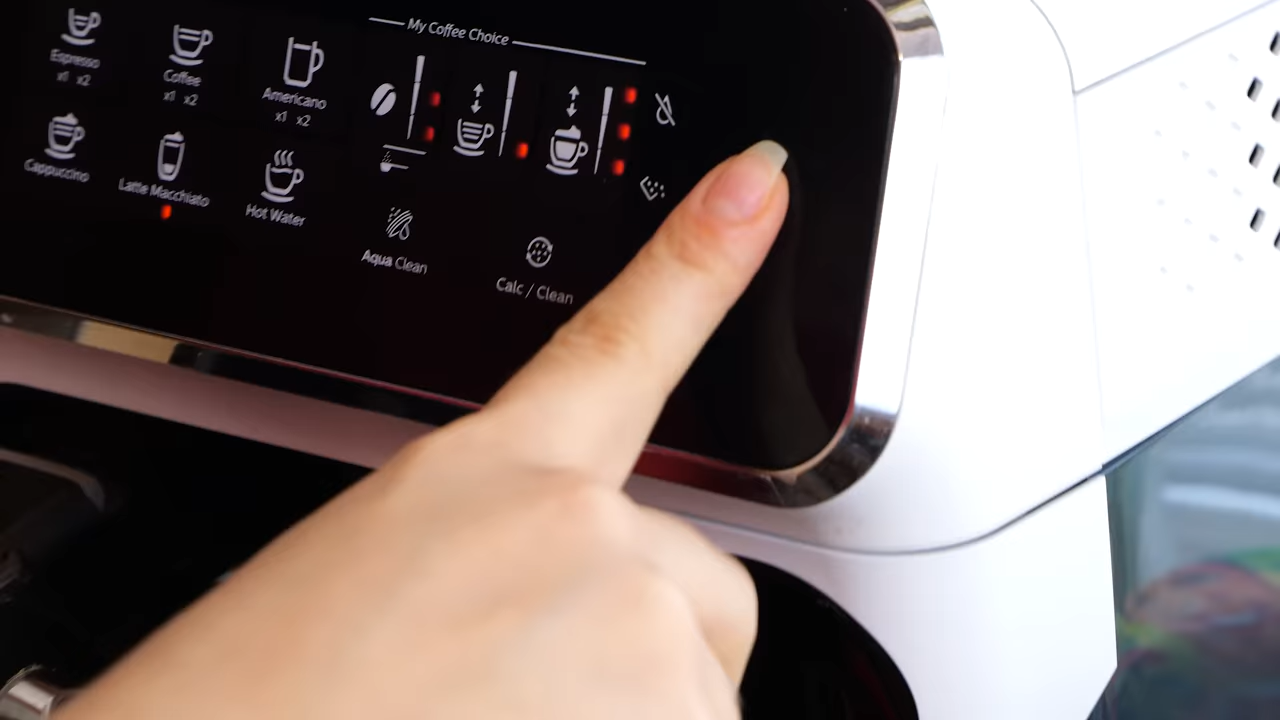 My Coffee Choice
Espresso
x1 x2
Coffee
x1 x2
Americano
x1 x2
Cappuccino
Latte Macchiato
Hot Water
Aqua Clean
Calc / Clean